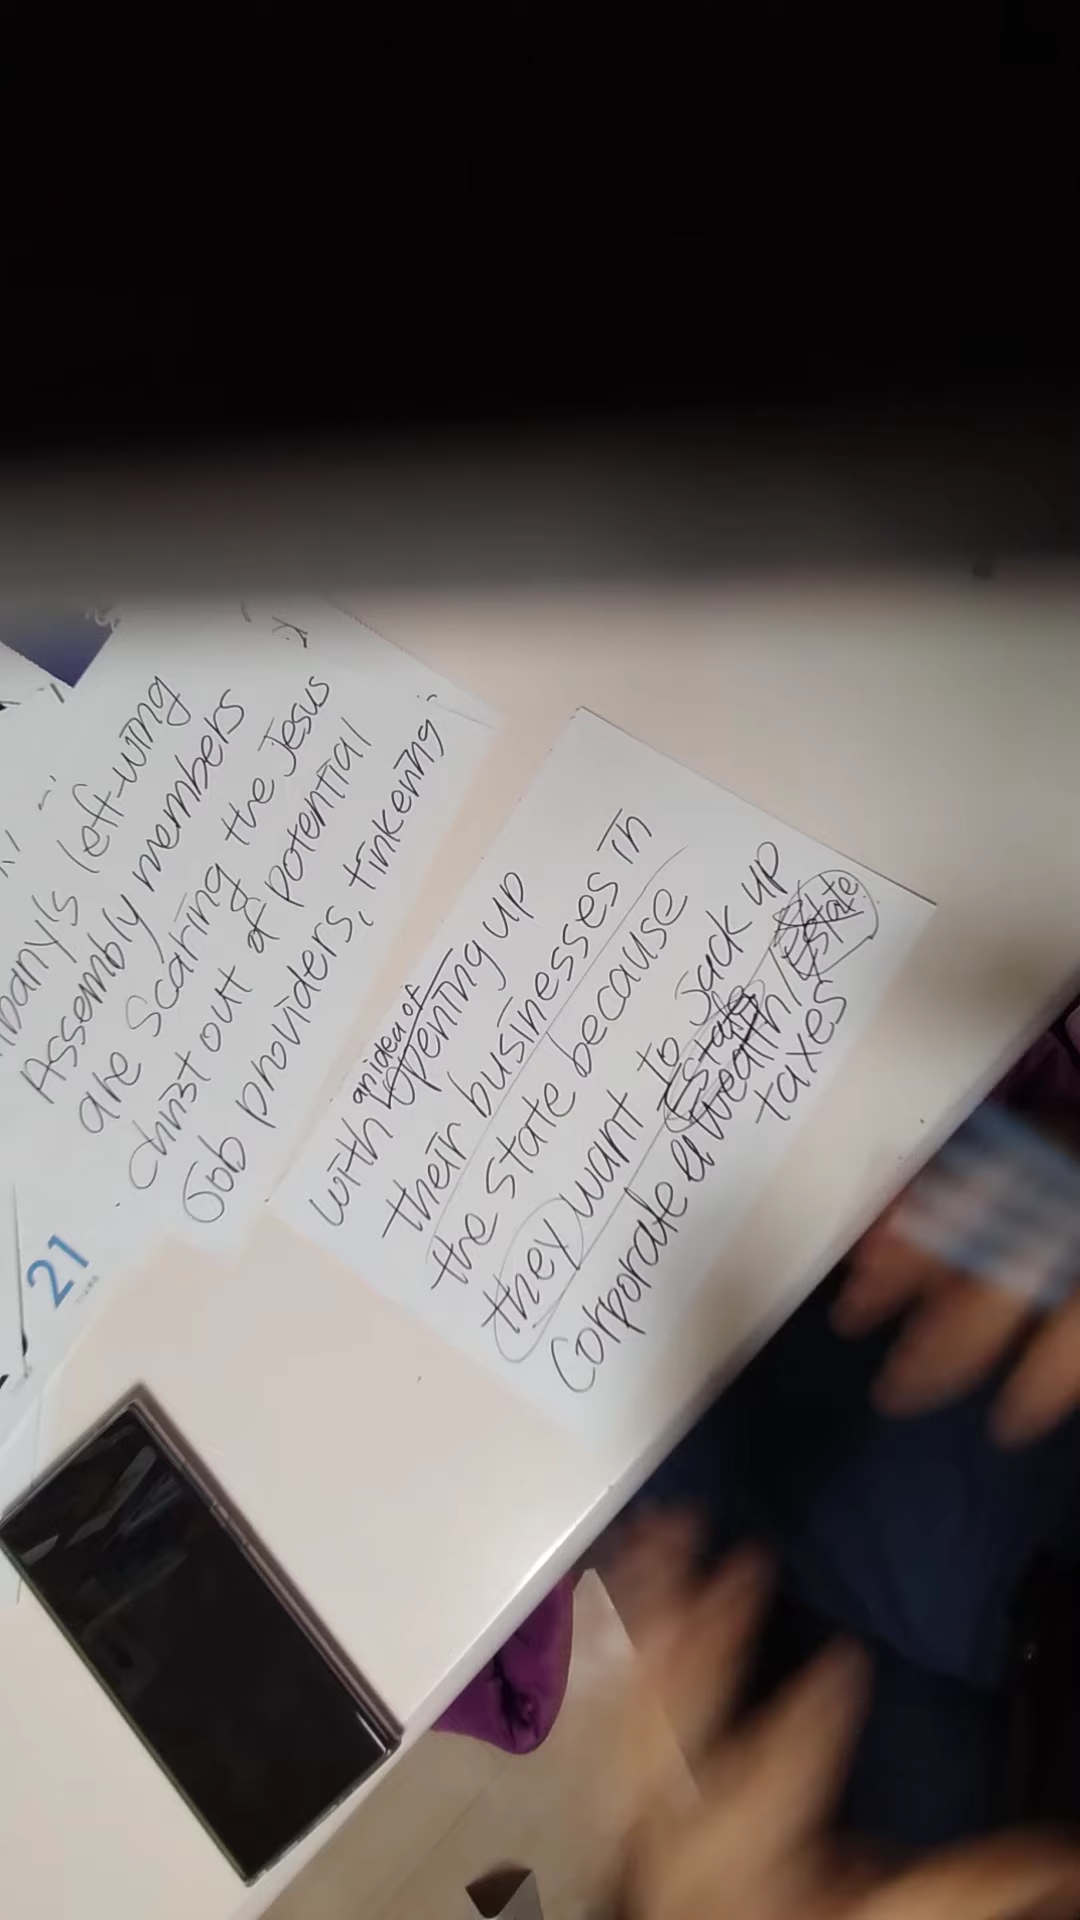 Albany's left-wing
Assembly members
are scaring the Jesus
Christ out of potential
Job providers, tinkering
21
with an idea of opening up
their businesses in
the state because
they want to jack up
Corporate / wealth / Estate
taxes